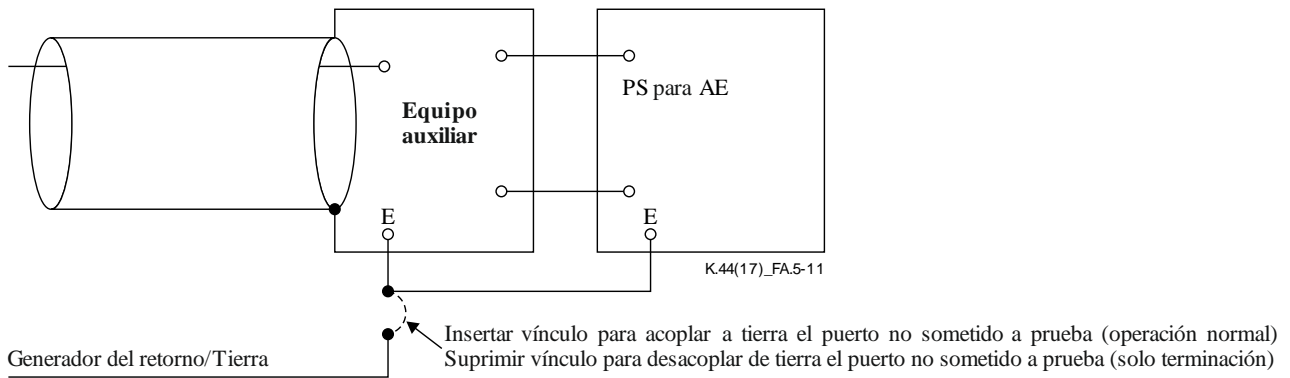 PS para AE
Equipo
auxiliar
E
E
K.44(17)_FA.5-11
Insertar vínculo para acoplar a tierra el puerto no sometido a prueba (operación normal)
Generador del retorno/Tierra
Suprimir vínculo para desacoplar de tierra el puerto no sometido a prueba (solo terminación)